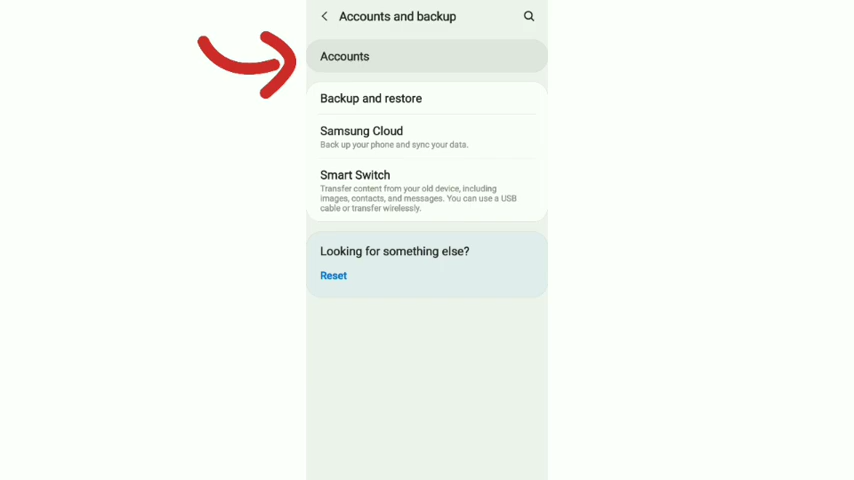 Accounts and backup
Accounts
Backup and restore
Samsung Cloud
Back up your phone and sync your data.
Smart Switch
Transfer content from your old device, including
images, contacts, and messages. You can use a USB
cable or transfer wirelessly.
Looking for something else?
Reset